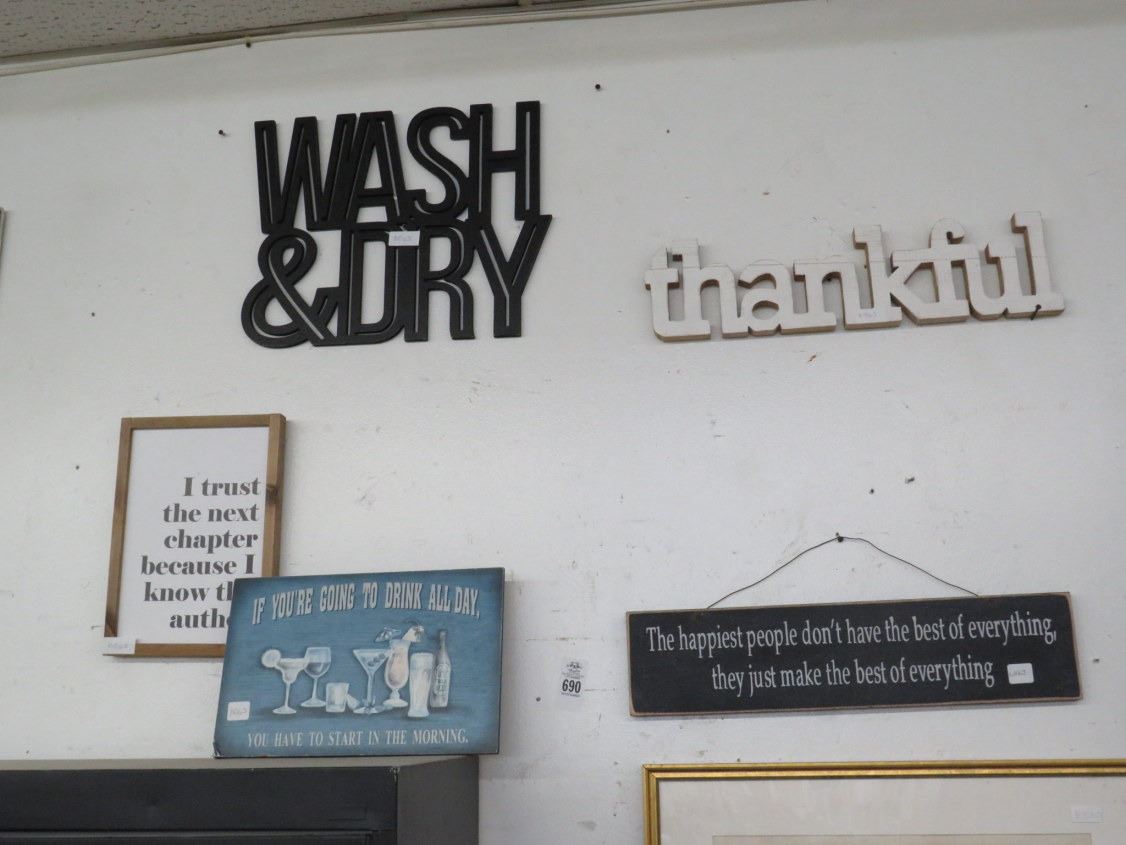 WASH
& DRY
thankful
I trust
the next
chapter
because I
know
IF YOU'RE GOING TO DRINK ALL DAY,
YOU HAVE TO START IN THE MORNING.
690
The happiest people don't have the best of everything,
they just make the best of everything